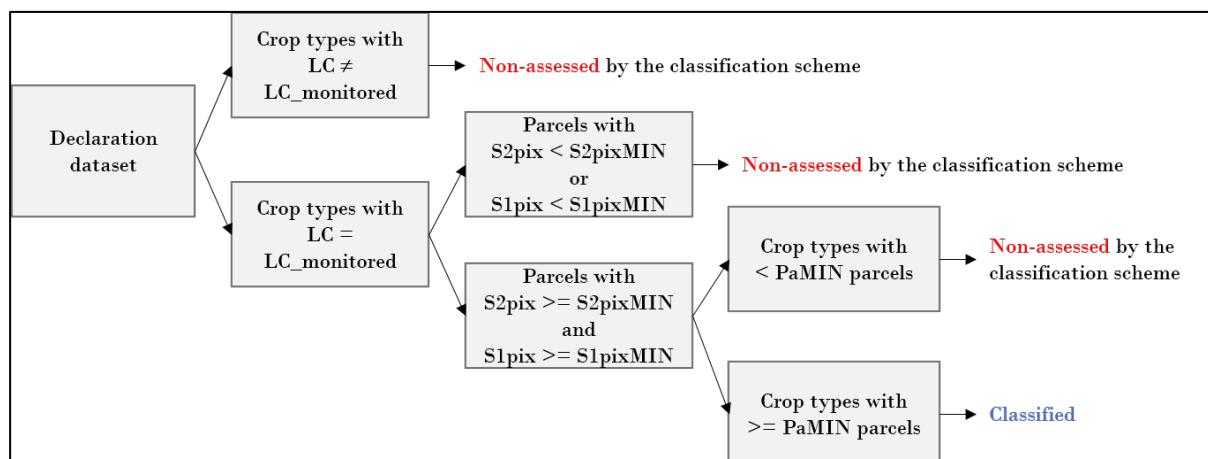 Crop types with
LC ≠
LC_monitored
Non-assessed by the classification scheme
Declaration
dataset
Parcels with
S2pix < S2pixMIN
or
S1pix < S1pixMIN
Non-assessed by the classification scheme
Crop types with
LC =
LC_monitored
Parcels with
S2pix >= S2pixMIN
and
S1pix >= S1pixMIN
Crop types with
< PaMIN parcels
Non-assessed by the
classification scheme
Crop types with
>= PaMIN parcels
Classified